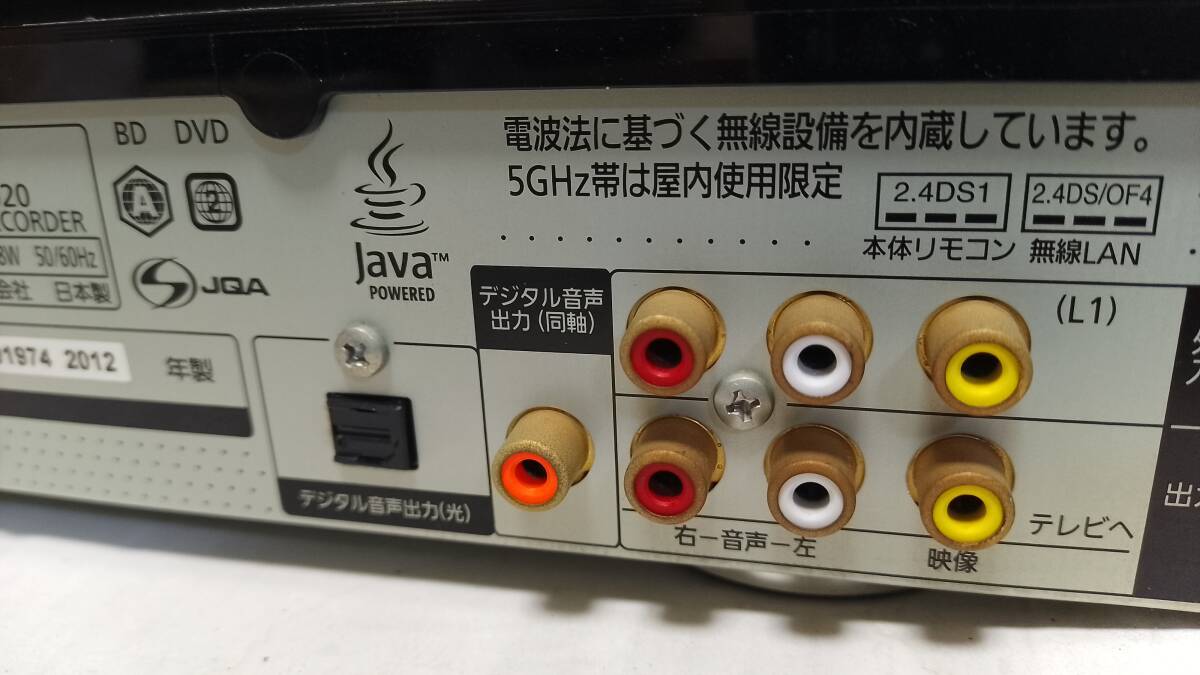 BD DVD
A 2
20
CORDER
8W 50/60Hz
会社 日本製
JQA
Java™
POWERED
01974 2012 年製
電波法に基づく無線設備を内蔵しています。
5GHz帯は屋内使用限定
2.4DS1
本体リモコン
2.4DS/OF4
無線LAN
デジタル音声
出力(同軸)
(L1)
デジタル音声出力(光)
右ー音声ー左
映像
テレビへ